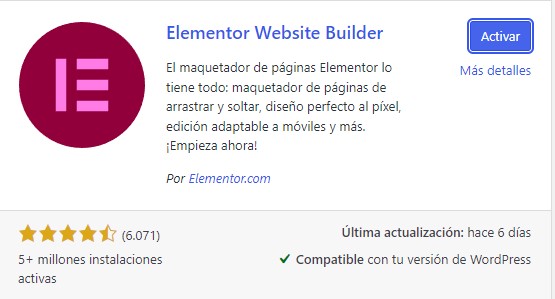 Elementor Website Builder
Activar
Más detalles
El maquetador de páginas Elementor lo
tiene todo: maquetador de páginas de
arrastrar y soltar, diseño perfecto al píxel,
edición adaptable a móviles y más.
¡Empieza ahora!
Por Elementor.com
(6.071)
5+ millones instalaciones
activas
Última actualización: hace 6 días
Compatible con tu versión de WordPress